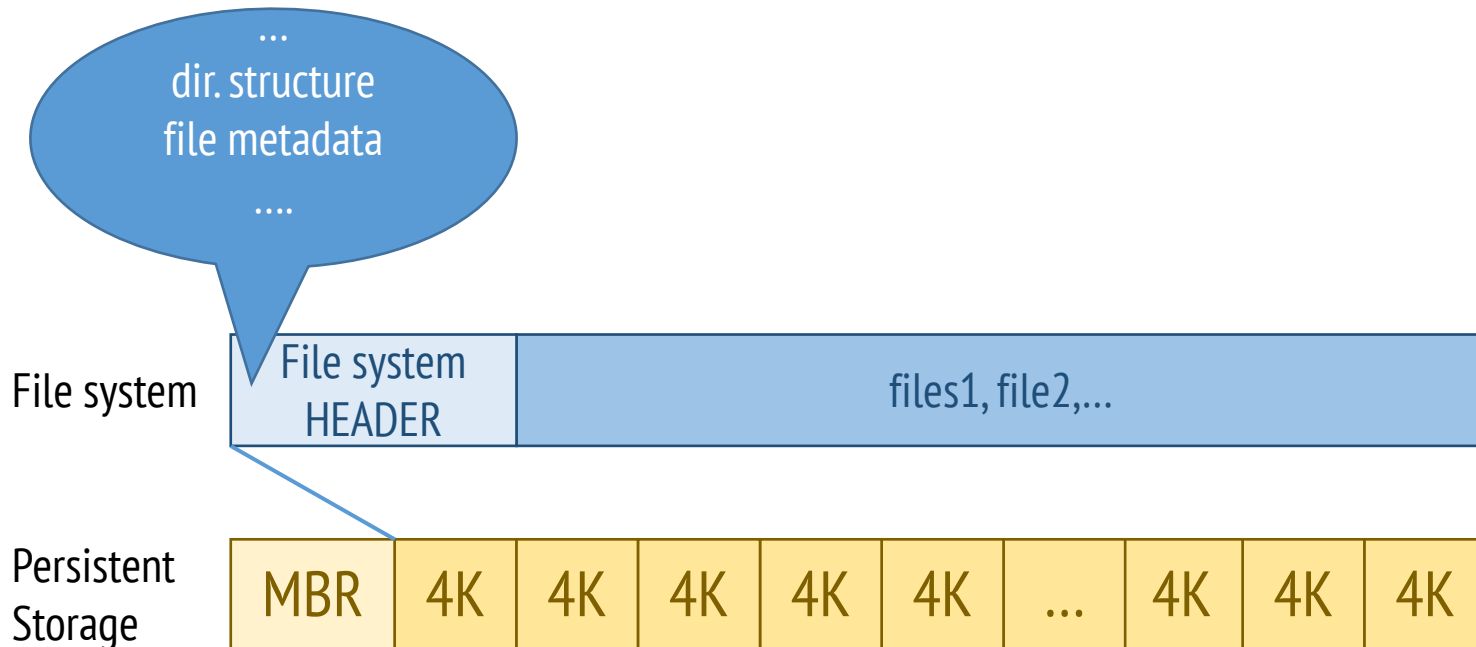 …
dir. structure
file metadata
….
File system
File system
HEADER
files1, file2,…
Persistent
Storage
MBR 4K 4K 4K 4K 4K … 4K 4K 4K